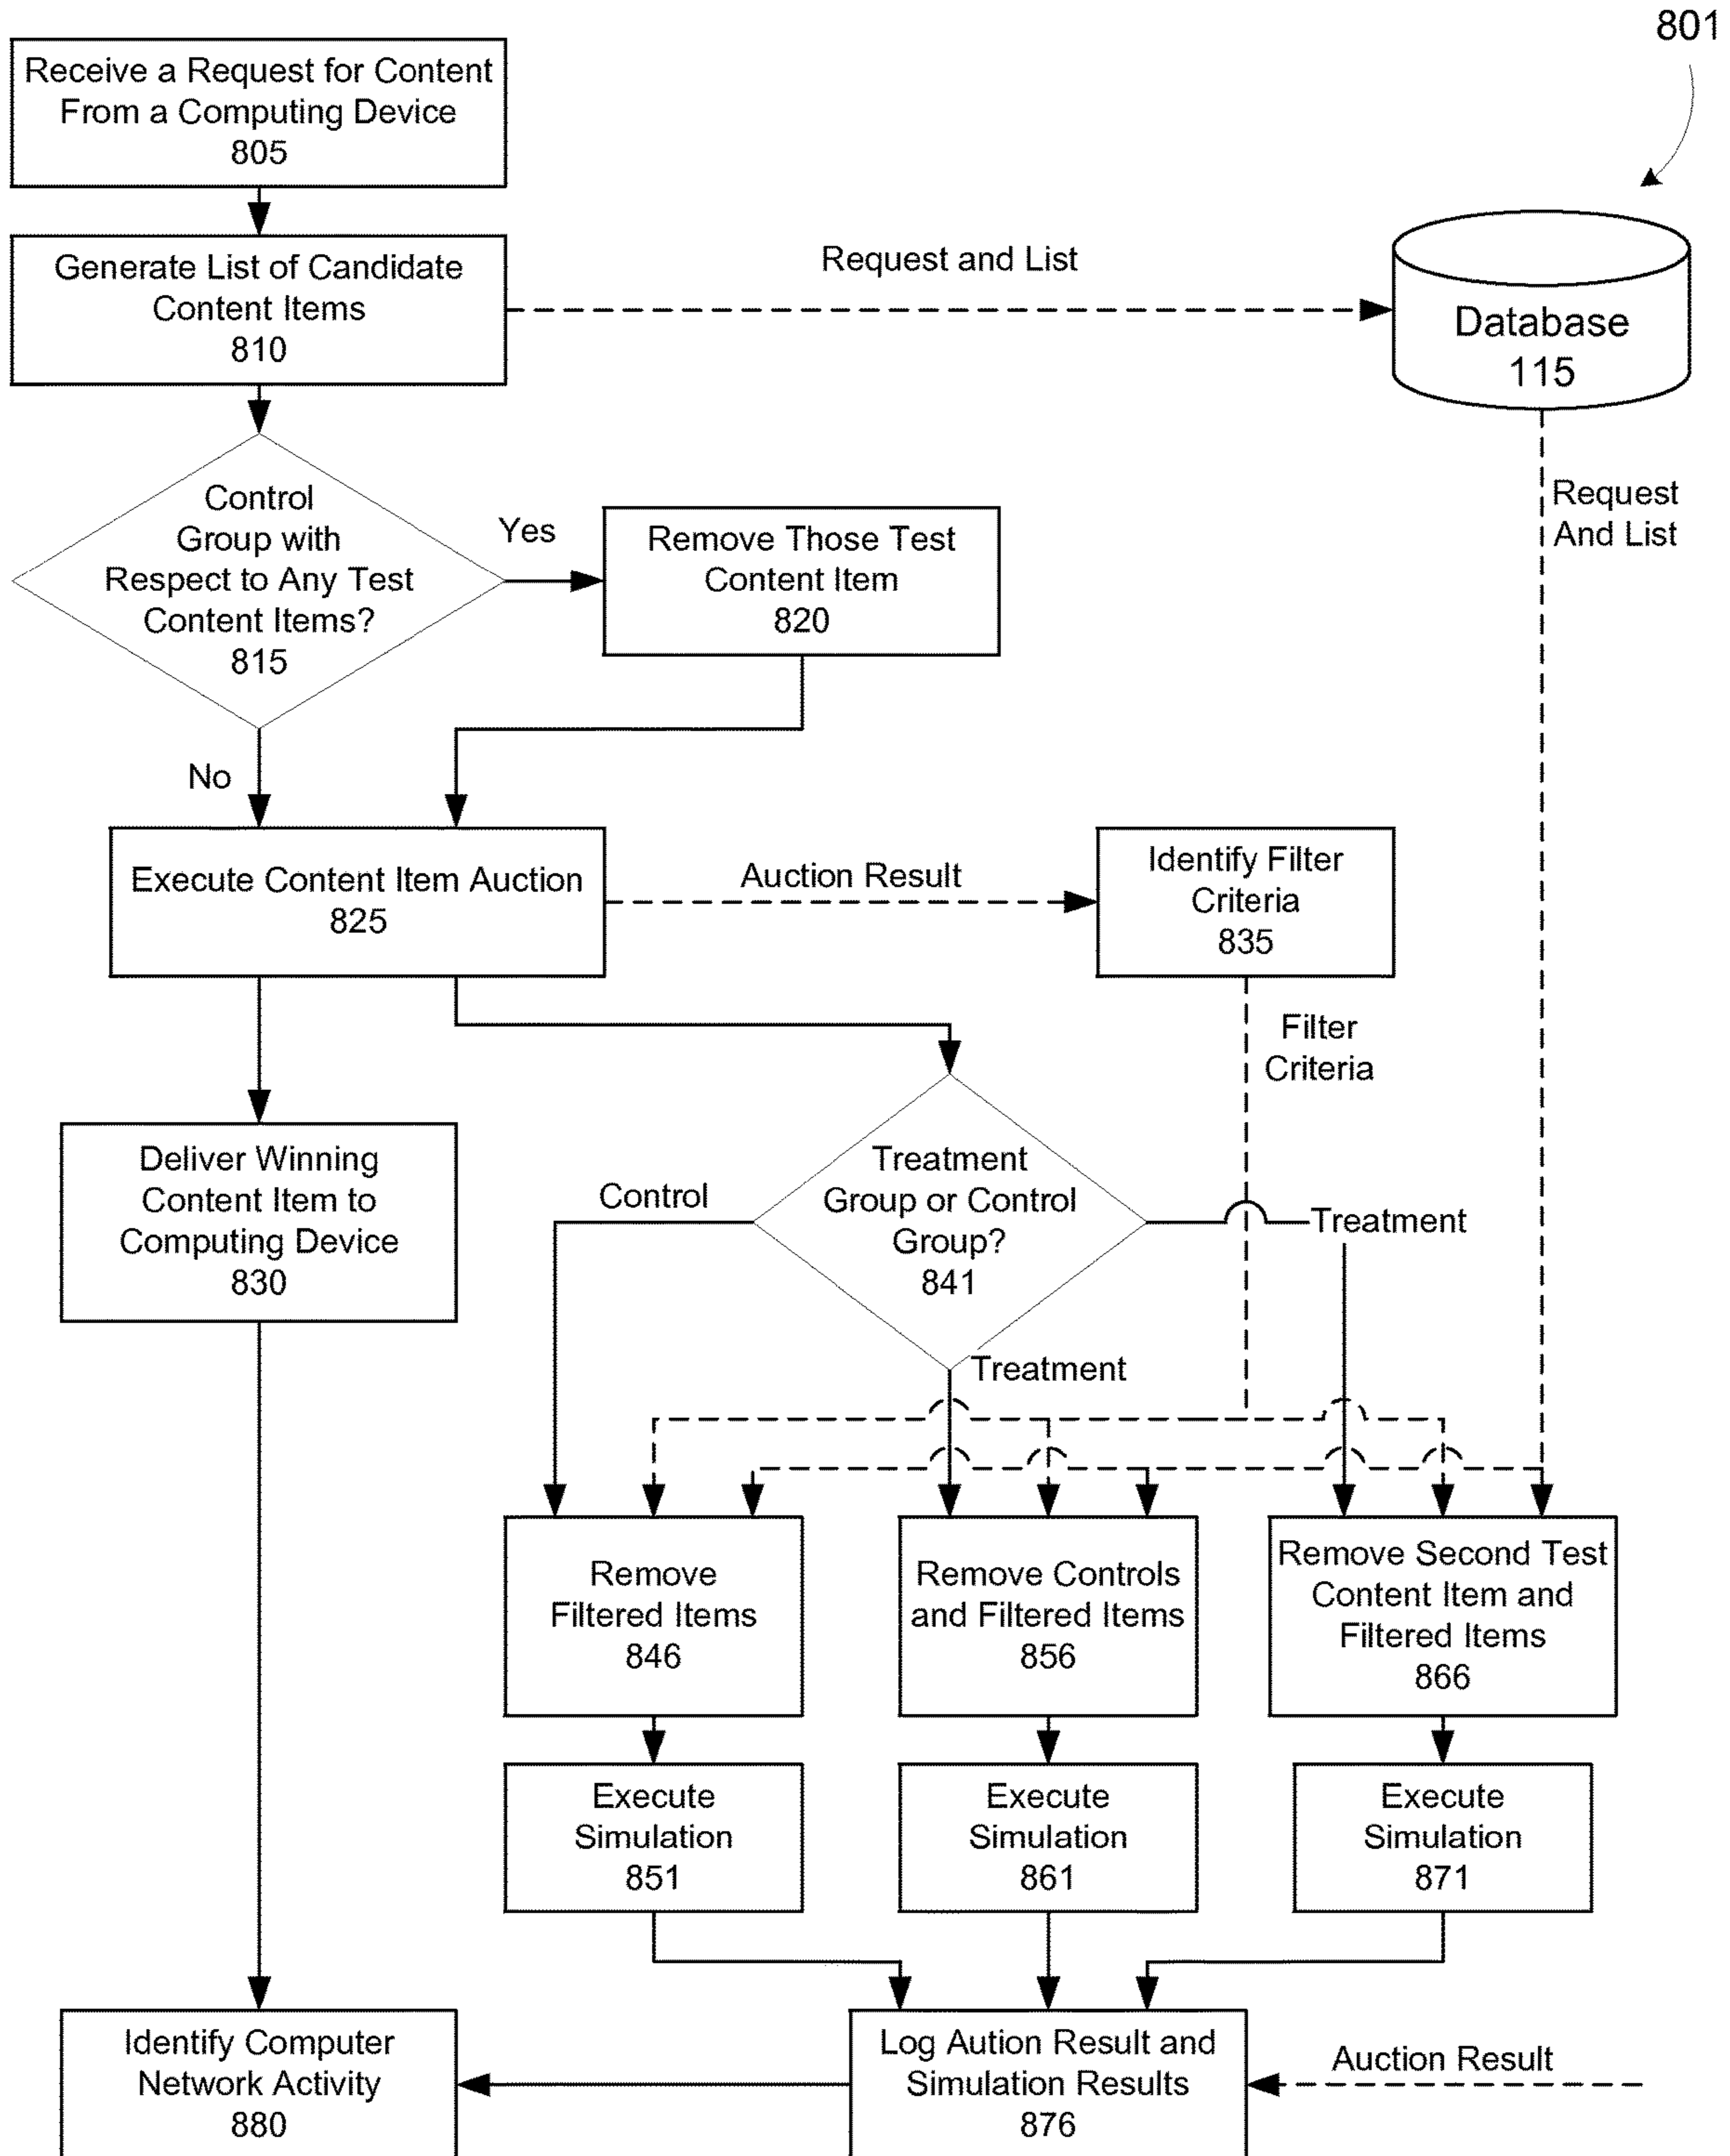 801
Receive a Request for Content
From a Computing Device
805
Generate List of Candidate
Content Items
810
Request and List
Database
115
Request
And List
Control
Group with
Respect to Any Test
Content Items?
815
Yes
Remove Those Test
Content Item
820
No
Execute Content Item Auction
825
Auction Result
Identify Filter
Criteria
835
Filter
Criteria
Deliver Winning
Content Item to
Computing Device
830
Control
Treatment
Group or Control
Group?
841
Treatment
Treatment
Remove
Filtered Items
846
Remove Controls
and Filtered Items
856
Remove Second Test
Content Item and
Filtered Items
866
Execute
Simulation
851
Execute
Simulation
861
Execute
Simulation
871
Identify Computer
Network Activity
880
Log Aution Result and
Simulation Results
876
Auction Result